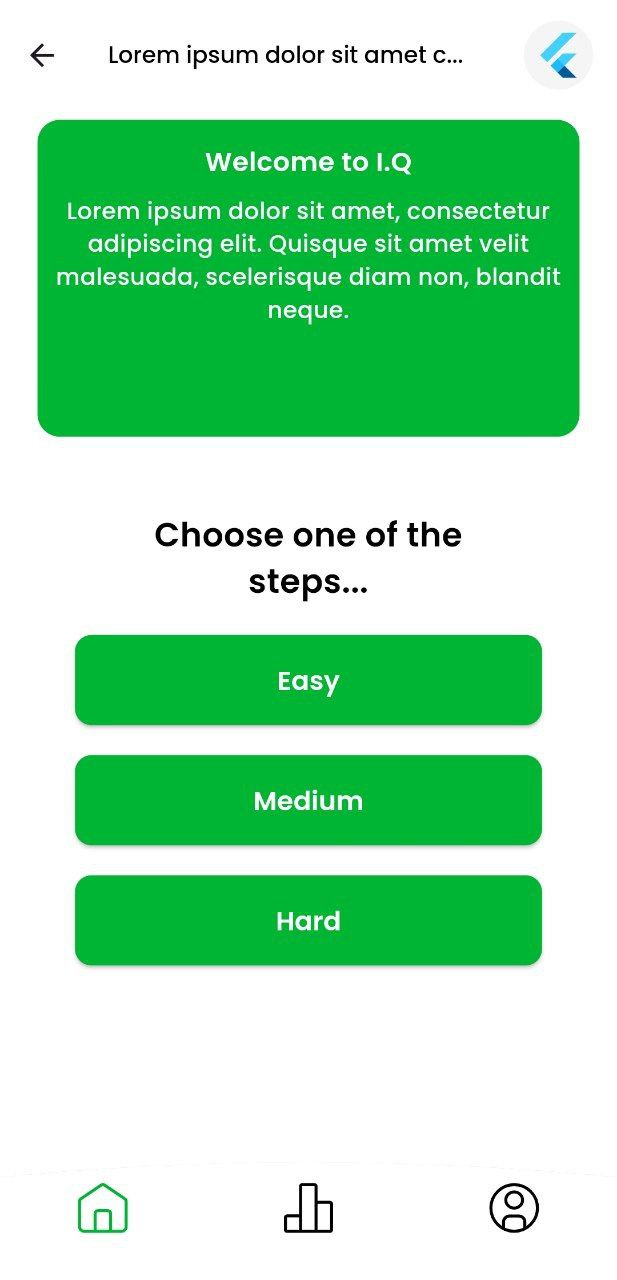 Lorem ipsum dolor sit amet c...
Welcome to I.Q
Lorem ipsum dolor sit amet, consectetur
adipiscing elit. Quisque sit amet velit
malesuada, scelerisque diam non, blandit
neque.
Choose one of the
steps...
Easy
Medium
Hard